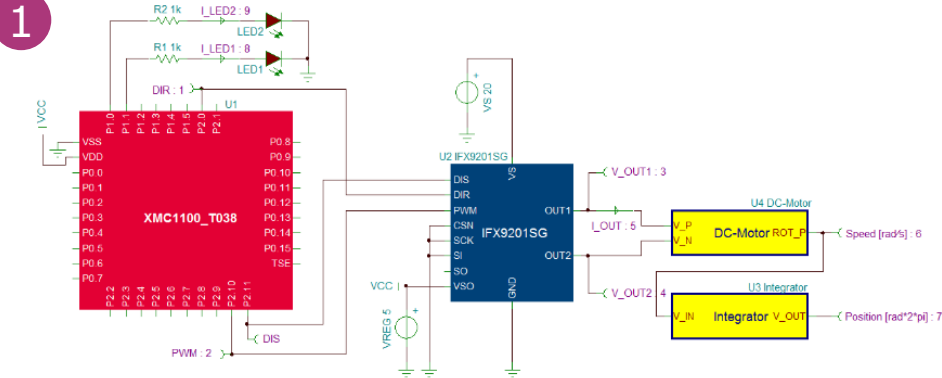 1
R2 1k
I_LED2 : 9
LED2
R1 1k
I_LED1 : 8
LED1
DIR : 1
U1
VCC
P1.0
P1.1
P1.2
P1.3
P1.4
P1.5
P2.0
P2.1
VSS
VDD
P0.0
P0.1
P0.2
P0.3
P0.4
P0.5
P0.6
P0.7
XMC1100_T038
P0.8
P0.9
P0.10
P0.11
P0.12
P0.13
P0.14
P0.15
TSE
P2.2
P2.3
P2.4
P2.5
P2.6
P2.7
P2.8
P2.9
P2.10
P2.11
DIS
PWM : 2
VS 20
+
U2 IFX9201SG
DIS
DIR
PWM
CSN
SCK
SI
SO
VSO
VS
IFX9201SG
OUT1
OUT2
GND
VCC
VREG 5
+
V_OUT1 : 3
I_OUT : 5
V_OUT2 : 4
U4 DC-Motor
V_P
V_N
DC-Motor
ROT_P
Speed [rad/s] : 6
U3 Integrator
V_IN
Integrator
V_OUT
Position [rad*2*pi] : 7